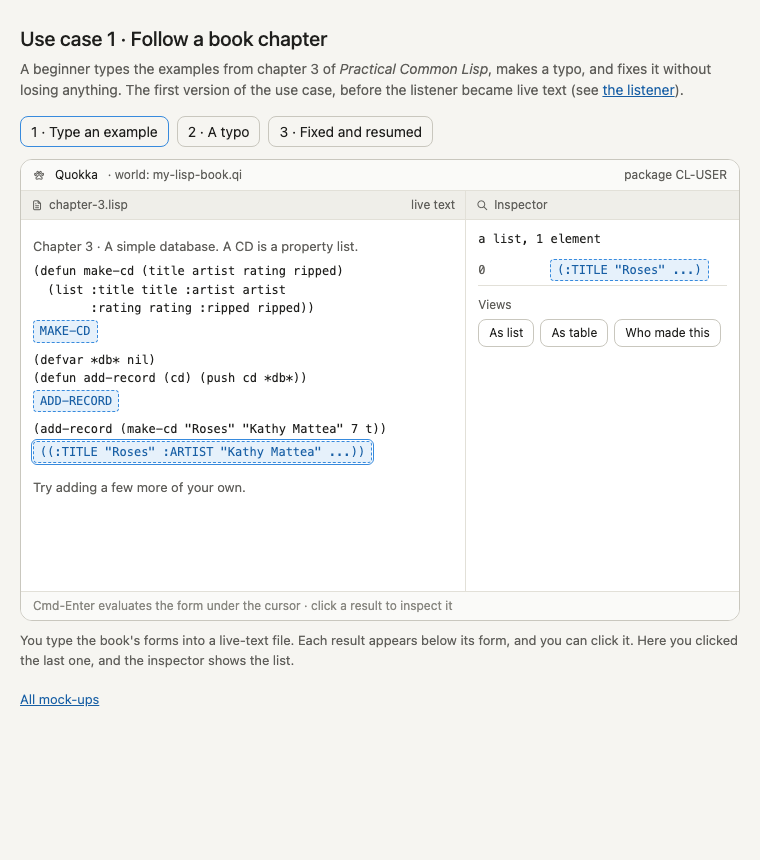 Use case 1 · Follow a book chapter
A beginner types the examples from chapter 3 of Practical Common Lisp, makes a typo, and fixes it without
losing anything. The first version of the use case, before the listener became live text (see the listener).
1 · Type an example
2 · A typo
3 · Fixed and resumed
Quokka · world: my-lisp-book.qi
package CL-USER
chapter-3.lisp
live text
Inspector
Chapter 3 · A simple database. A CD is a property list.
(defun make-cd (title artist rating ripped)
  (list :title title :artist artist
        :rating rating :ripped ripped))
MAKE-CD
(defvar *db* nil)
(defun add-record (cd) (push cd *db*))
ADD-RECORD
(add-record (make-cd "Roses" "Kathy Mattea" 7 t))
((:TITLE "Roses" :ARTIST "Kathy Mattea" ...))
Try adding a few more of your own.
a list, 1 element
0 (:TITLE "Roses" ...)
Views
As list
As table
Who made this
Cmd-Enter evaluates the form under the cursor · click a result to inspect it
You type the book's forms into a live-text file. Each result appears below its form, and you can click it. Here you clicked
the last one, and the inspector shows the list.
All mock-ups